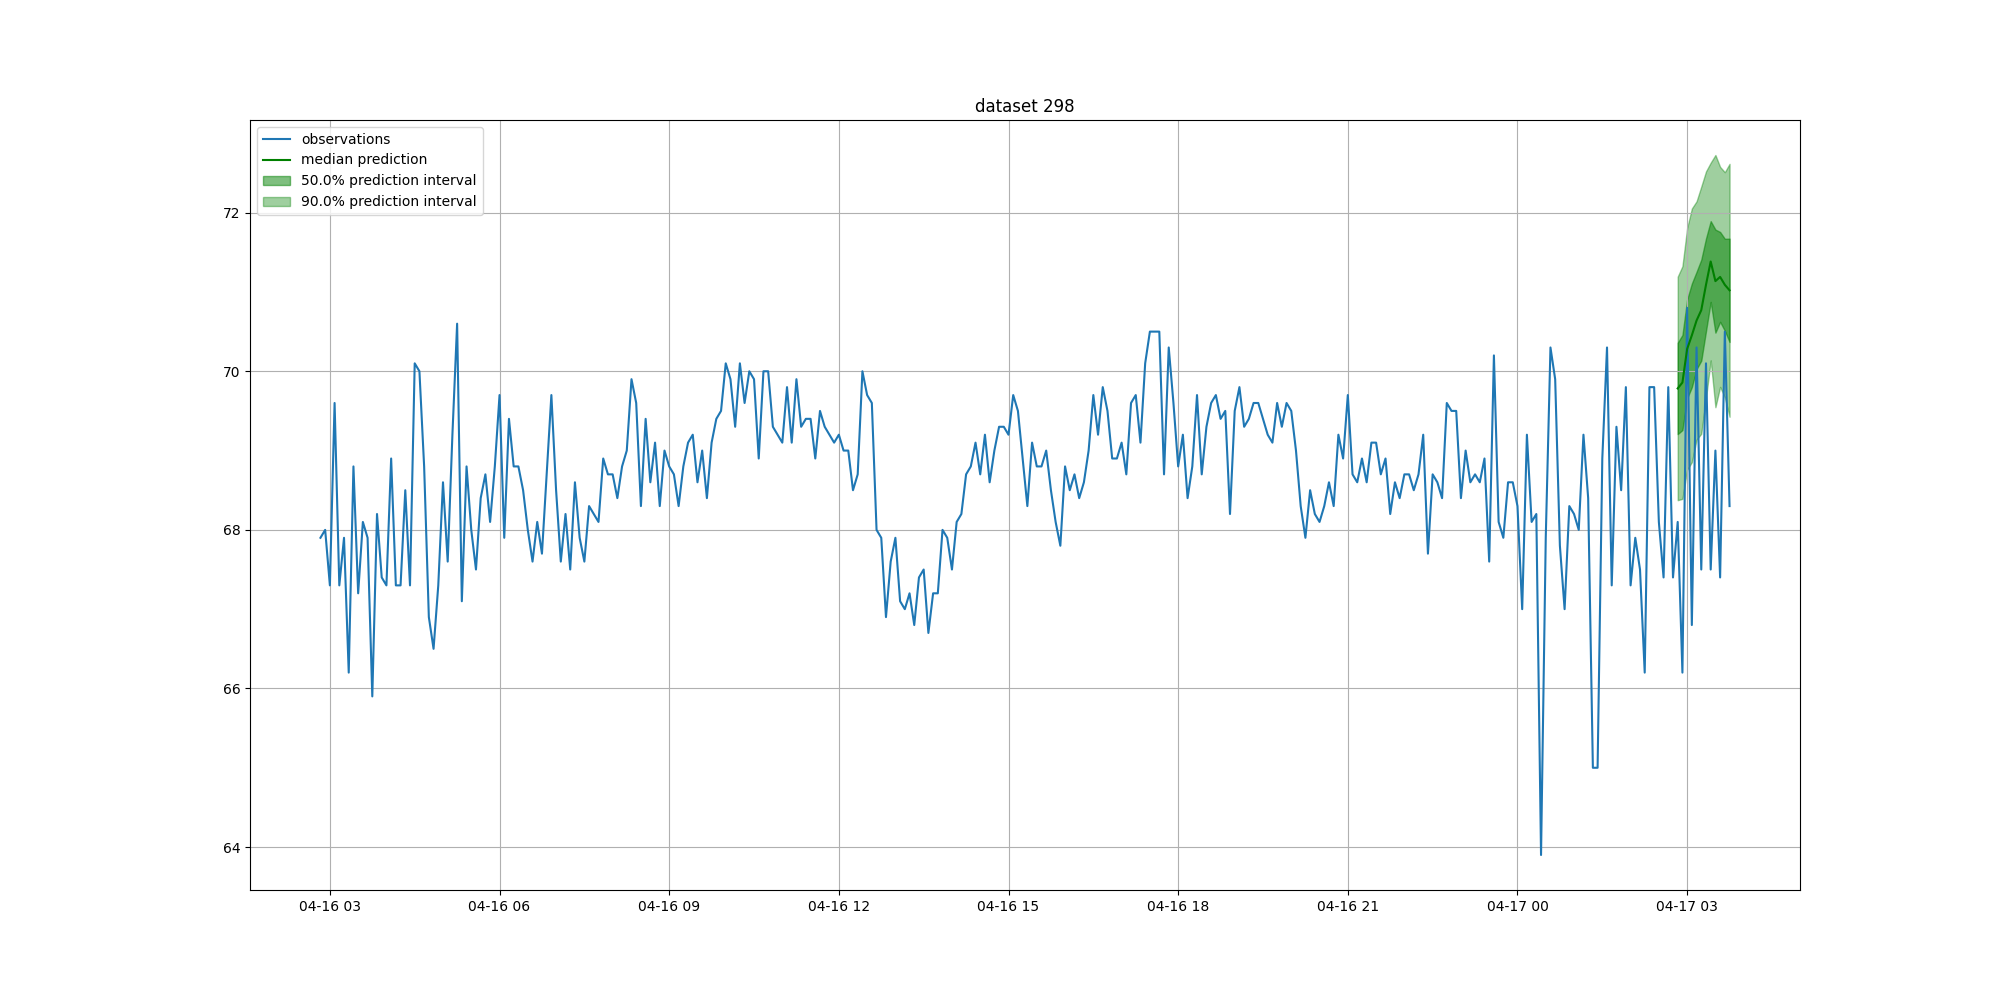 dataset 298
observations
median prediction
50.0% prediction interval
90.0% prediction interval
72
70
68
66
64
04-16 03
04-16 06
04-16 09
04-16 12
04-16 15
04-16 18
04-16 21
04-17 00
04-17 03